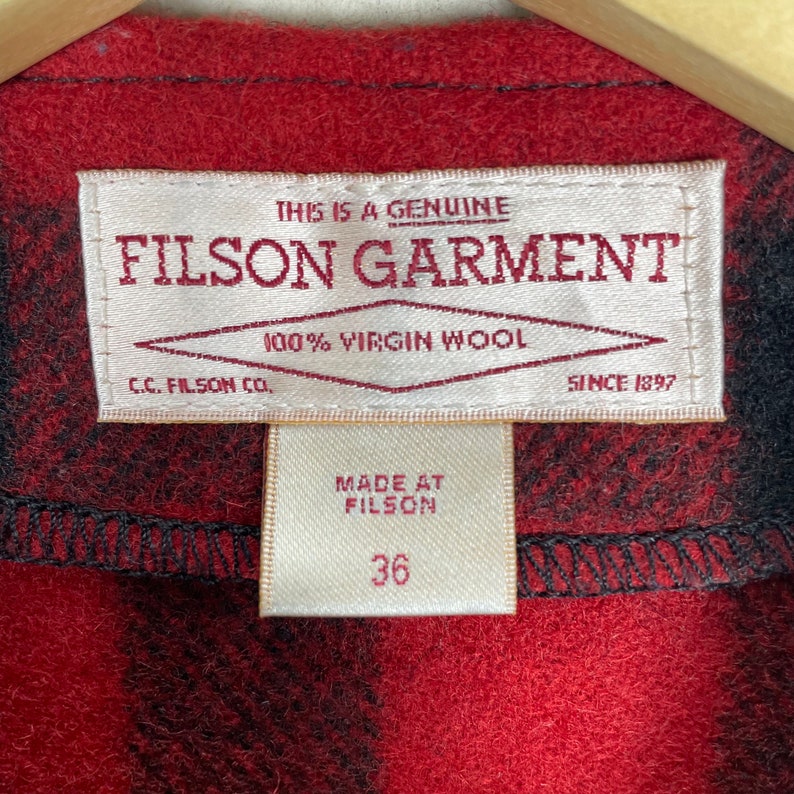 THIS IS A GENUINE
FILSON GARMENT
100% VIRGIN WOOL
C.C. FILSON CO. SINCE 1897
MADE AT
FILSON
36